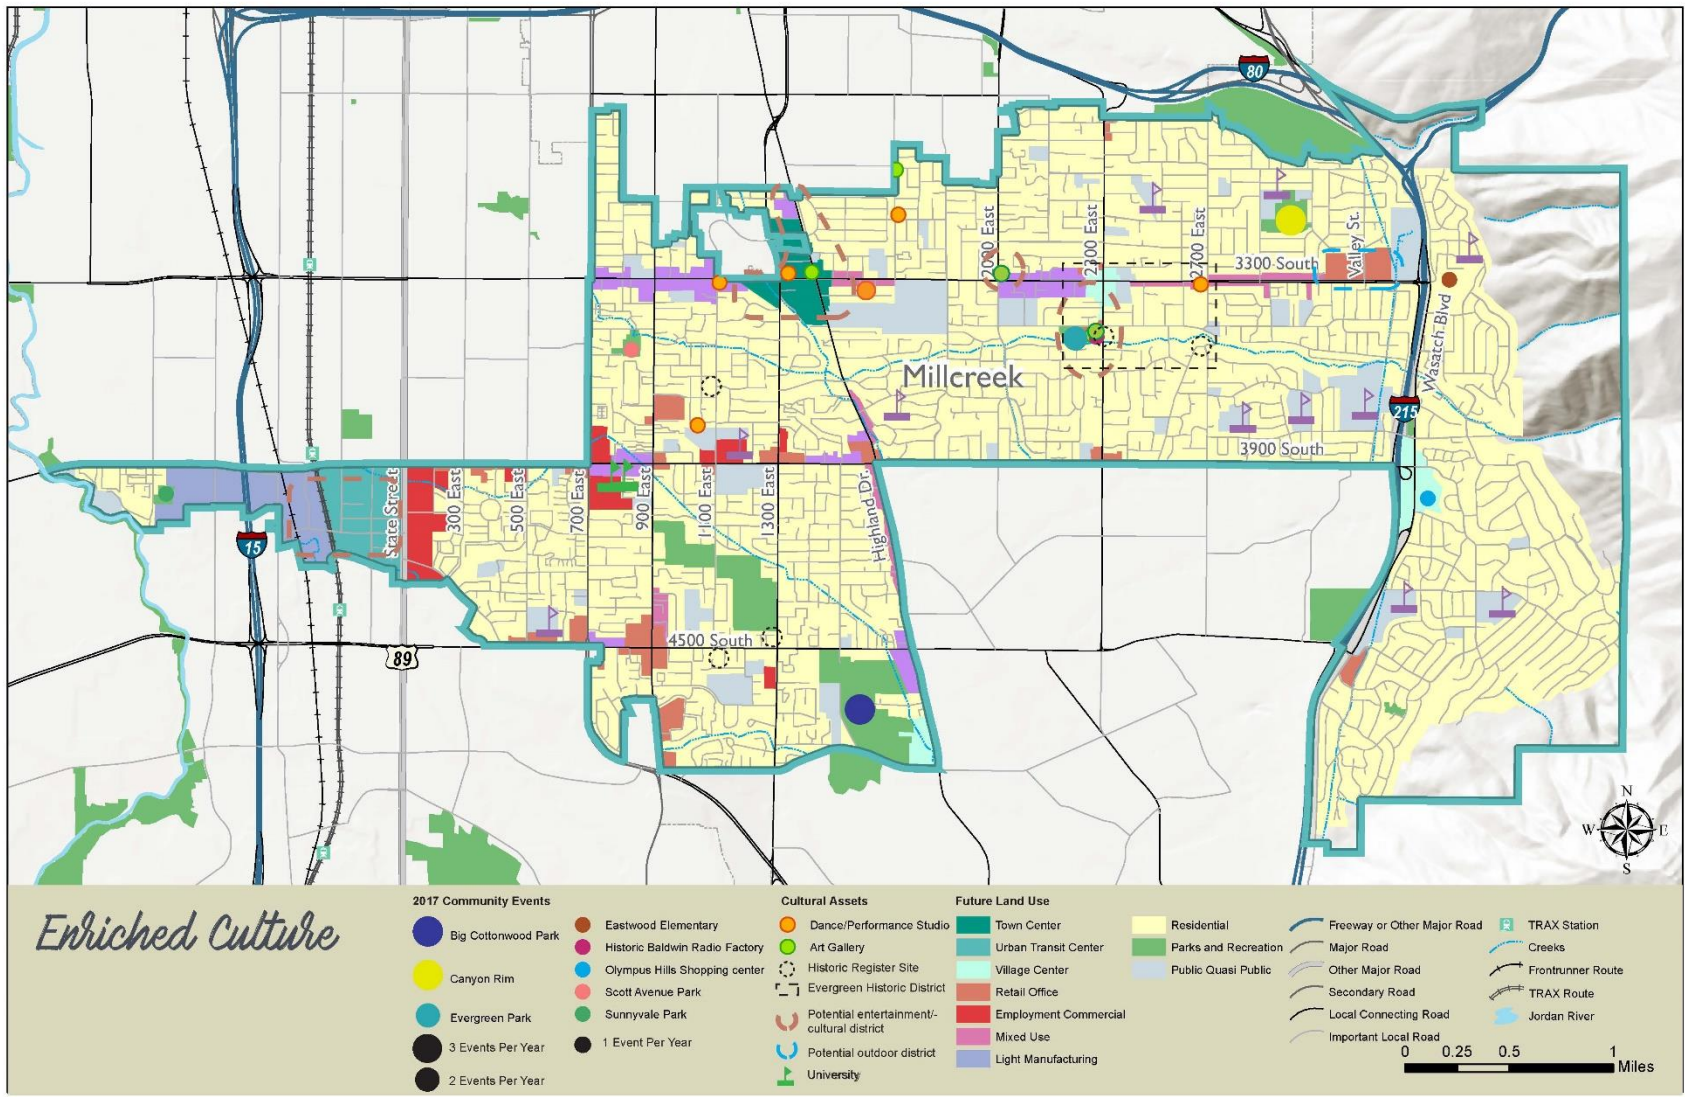 80
2000 East
2300 East
2700 East
Valley St.
3300 South
Wasatch Blvd
Millcreek
215
3900 South
State Street
300 East
500 East
700 East
900 East
1100 East
1300 East
Highland Dr.
15
4500 South
89
N
W E
S
Enriched Culture
2017 Community Events
Big Cottonwood Park
Canyon Rim
Evergreen Park
3 Events Per Year
2 Events Per Year
Eastwood Elementary
Historic Baldwin Radio Factory
Olympus Hills Shopping center
Scott Avenue Park
Sunnyvale Park
1 Event Per Year
Cultural Assets
Dance/Performance Studio
Art Gallery
Historic Register Site
Evergreen Historic District
Potential entertainment/-
cultural district
Potential outdoor district
University
Future Land Use
Town Center
Urban Transit Center
Village Center
Retail Office
Employment Commercial
Mixed Use
Light Manufacturing
Residential
Parks and Recreation
Public Quasi Public
Freeway or Other Major Road
Major Road
Other Major Road
Secondary Road
Local Connecting Road
Important Local Road
TRAX Station
Creeks
Frontrunner Route
TRAX Route
Jordan River
0 0.25 0.5 1
Miles